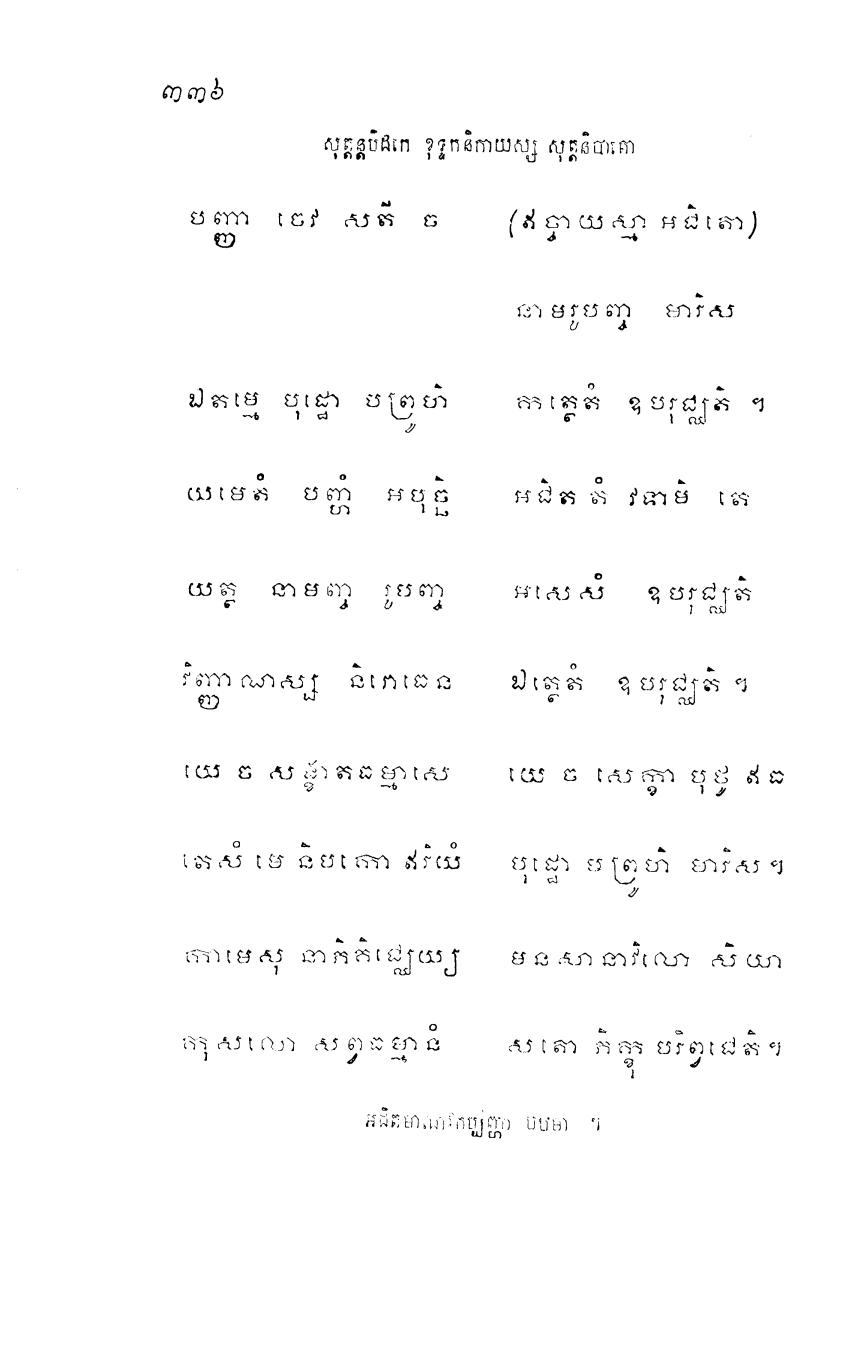 ៣៣៦
សុត្តន្តបិដកេ ខុទ្ទកនិកាយស្ស សុត្តនិបាតោ
បញ្ញា ចេវ សតី ច (ឥច្ចាយស្មា អជិតោ)
នាមរូបញ្ច មារិស
ឯតម្មេ បុដ្ឋោ បព្រូហិ កត្ថេតំ ឧបរុជ្ឈតិ ។
យមេតំ បញ្ហំ អបុច្ឆិ អជិត តំ វទាមិ តេ
យត្ថ នាមញ្ច រូបញ្ច អសេសំ ឧបរុជ្ឈតិ
វិញ្ញាណស្ស និរោធេន ឯត្ថេតំ ឧបរុជ្ឈតិ ។
យេ ច សង្ខាតធម្មាសេ យេ ច សេក្ខា បុថូ ឥធ
តេសំ មេ និបកោ ឥរិយំ បុដ្ឋោ បព្រូហិ មារិស ។
កាមេសុ នាភិគិជ្ឈេយ្យ មនសានាវិលោ សិយា
កុសលោ សព្វធម្មានំ សតោ ភិក្ខុ បរិព្វជេតិ ។
អជិតមាណវកប្បញ្ហា បឋមា ។